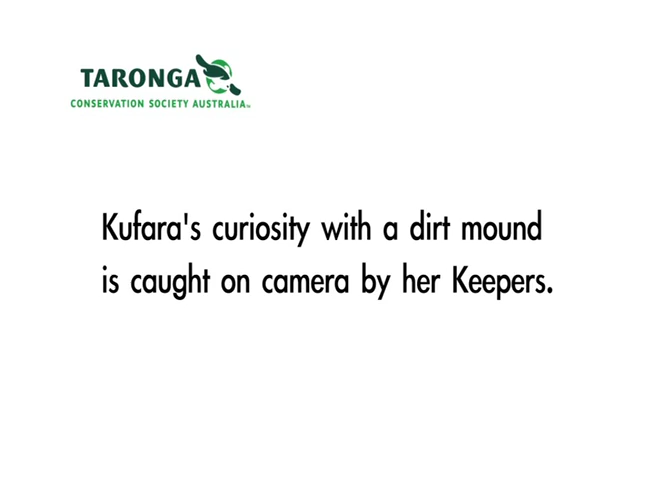 TARONGA
CONSERVATION SOCIETY AUSTRALIA
Kufara's curiosity with a dirt mound
is caught on camera by her Keepers.